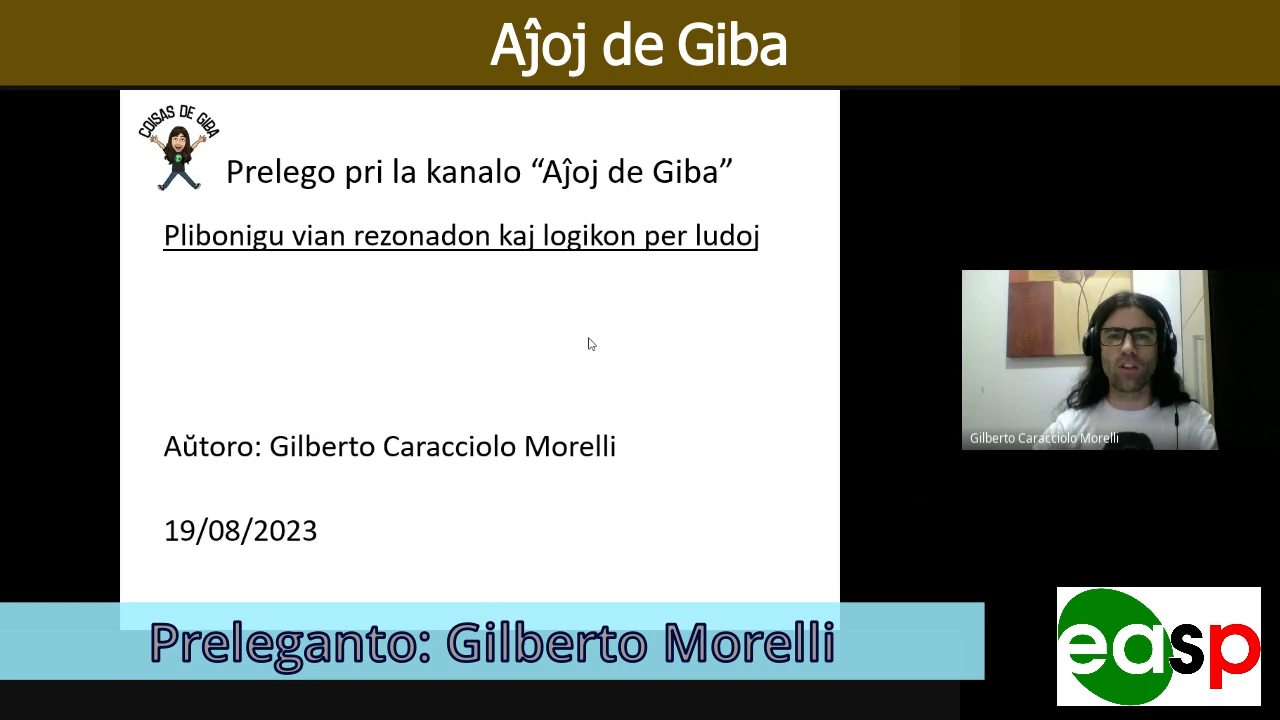 Aĵoj de Giba
COISAS DE GIBA
Prelego pri la kanalo “Aĵoj de Giba”
Plibonigu vian rezonadon kaj logikon per ludoj
Aŭtoro: Gilberto Caracciolo Morelli
19/08/2023
Gilberto Caracciolo Morelli
Preleganto: Gilberto Morelli
easp